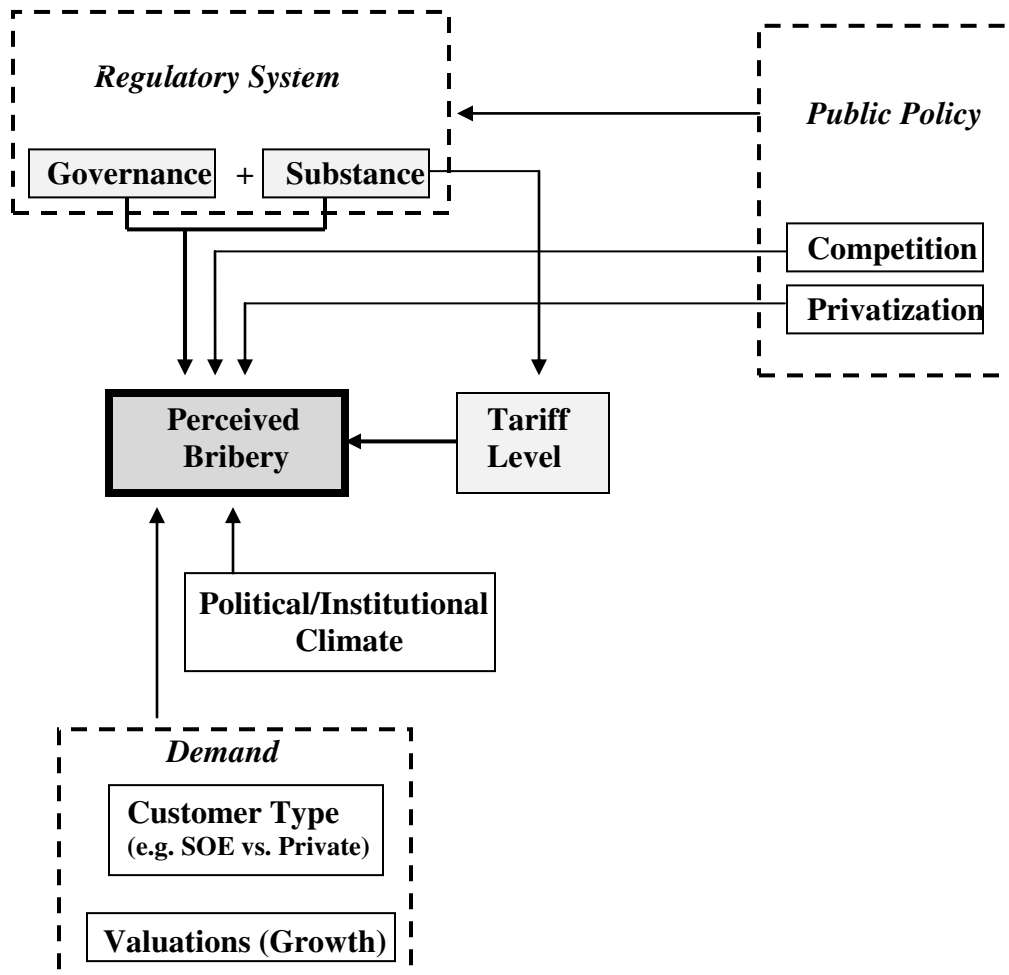 Regulatory System
Public Policy
Governance + Substance
Competition
Privatization
Perceived
Bribery
Tariff
Level
Political/Institutional
Climate
Demand
Customer Type
(e.g. SOE vs. Private)
Valuations (Growth)